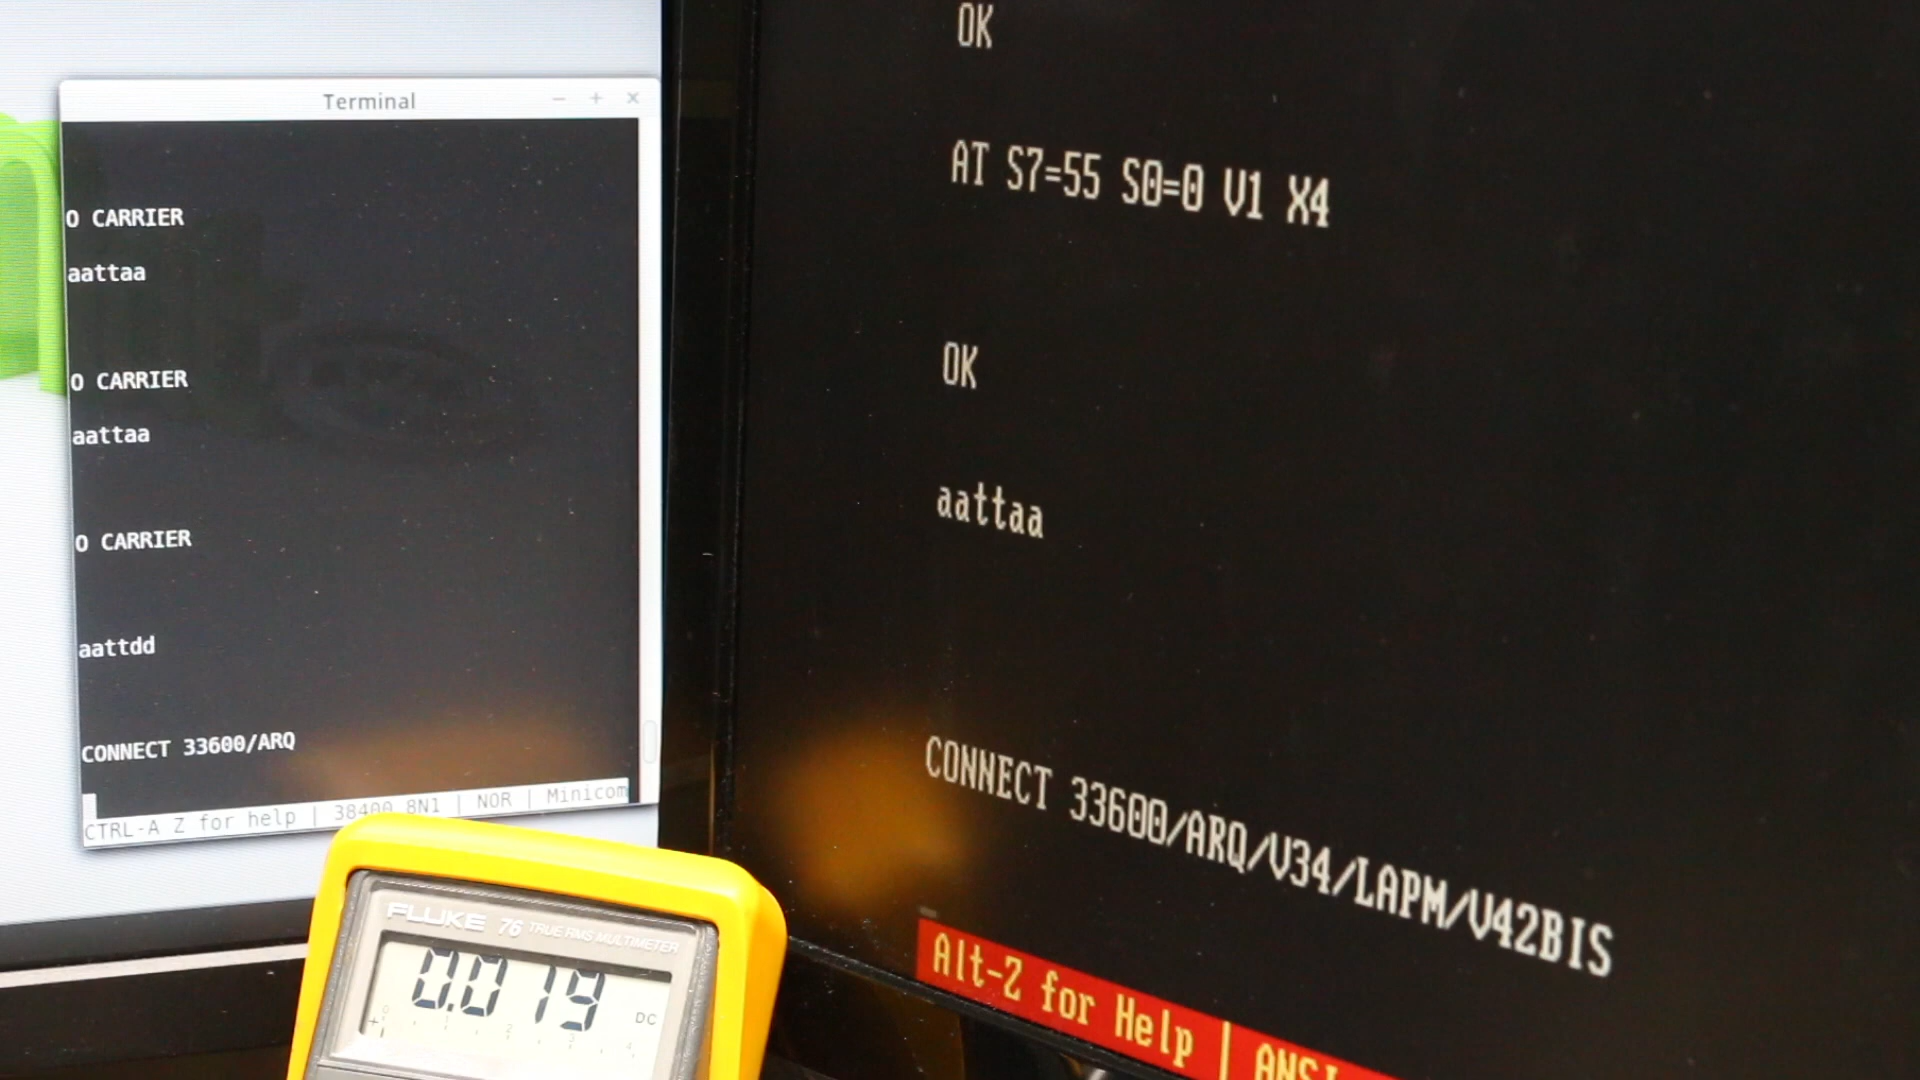 Terminal
O CARRIER
aattaa
O CARRIER
aattaa
O CARRIER
aattdd
CONNECT 33600/ARQ
CTRL-A Z for help | 38400 8N1 | NOR | Minicom
OK
AT S7=55 S0=0 V1 X4
OK
aattaa
CONNECT 33600/ARQ/V34/LAPM/V42BIS
Alt-Z for Help | ANSI
FLUKE 76 TRUE RMS MULTIMETER
0.019
DC